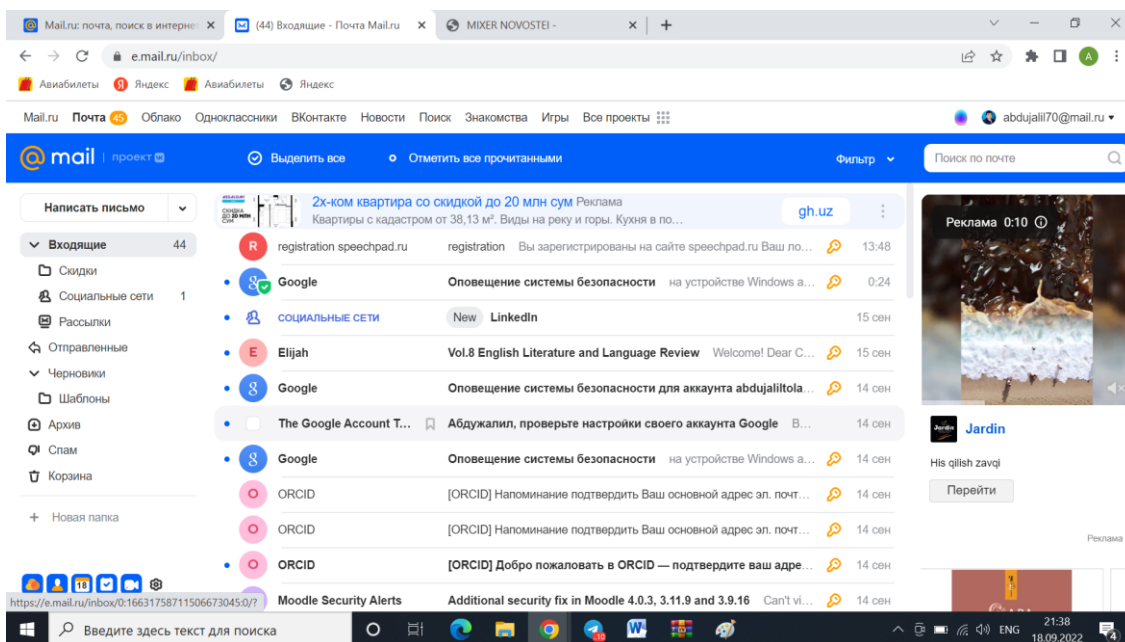 Mail.ru: почта, поиск в интерне
(44) Входящие - Почта Mail.ru
MIXER NOVOSTEI -
e.mail.ru/inbox/
A
Авиабилеты Яндекс Авиабилеты Яндекс
Mail.ru Почта 45 Облако Одноклассники ВКонтакте Новости Поиск Знакомства Игры Все проекты abdujalil70@mail.ru
@mail проект Выделить все Отметить все прочитанными Фильтр Поиск по почте
Написать письмо
Входящие 44
Скидки
Социальные сети 1
Рассылки
Отправленные
Черновики
Шаблоны
Архив
Спам
Корзина
+ Новая папка
18
https://e.mail.ru/inbox/0:16631758711506673045:0/?
СКИДКА
ДО 20 МЛН
СУМ
2х-ком квартира со скидкой до 20 млн сум Реклама
Квартиры с кадастром от 38,13 м². Виды на реку и горы. Кухня в по…
gh.uz
R registration speechpad.ru registration Вы зарегистрированы на сайте speechpad.ru Ваш ло… 13:48
g Google Оповещение системы безопасности на устройстве Windows a… 0:24
СОЦИАЛЬНЫЕ СЕТИ New LinkedIn 15 сен
E Elijah Vol.8 English Literature and Language Review Welcome! Dear C… 15 сен
g Google Оповещение системы безопасности для аккаунта abdujaliltola… 14 сен
The Google Account T... Абдужалил, проверьте настройки своего аккаунта Google В… 14 сен
g Google Оповещение системы безопасности на устройстве Windows a… 14 сен
O ORCID [ORCID] Напоминание подтвердить Ваш основной адрес эл. почт… 14 сен
O ORCID [ORCID] Напоминание подтвердить Ваш основной адрес эл. почт… 14 сен
O ORCID [ORCID] Добро пожаловать в ORCID — подтвердите ваш адре… 14 сен
Moodle Security Alerts Additional security fix in Moodle 4.0.3, 3.11.9 and 3.9.16 Can't vi… 14 сен
Реклама 0:10
Jardin
Jardin
His qilish zavqi
Перейти
Реклама
Введите здесь текст для поиска
ENG
21:38
18.09.2022